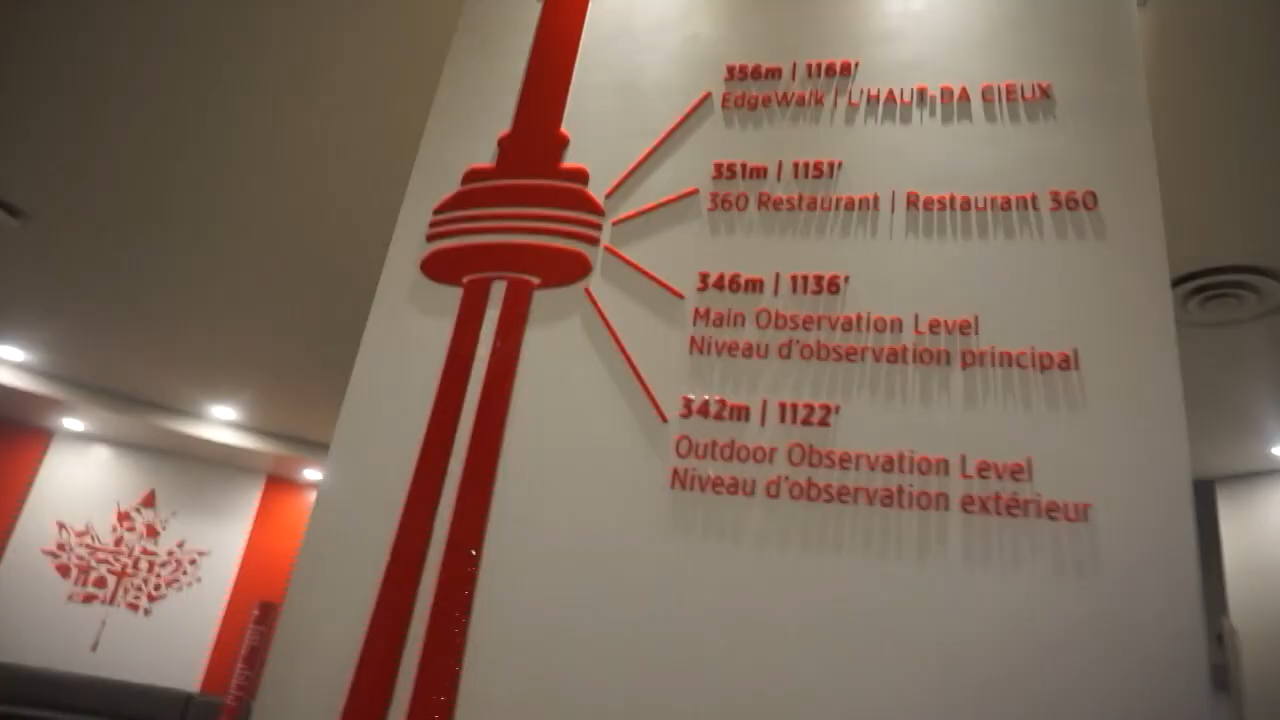 356m | 1168'
EdgeWalk | L'HAUT-DA CIEUX
351m | 1151'
360 Restaurant | Restaurant 360
346m | 1136'
Main Observation Level
Niveau d'observation principal
342m | 1122'
Outdoor Observation Level
Niveau d'observation extérieur